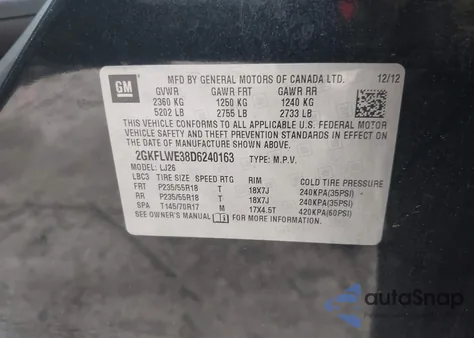 GM
MFD BY GENERAL MOTORS OF CANADA LTD. 12/12
GVWR GAWR FRT GAWR RR
2360 KG 1250 KG 1240 KG
5202 LB 2755 LB 2733 LB
THIS VEHICLE CONFORMS TO ALL APPLICABLE U.S. FEDERAL MOTOR
VEHICLE SAFETY AND THEFT PREVENTION STANDARDS IN EFFECT ON THE
DATE OF MANUFACTURE SHOWN ABOVE.
2GKFLWE38D6240163 TYPE: M.P.V.
MODEL: LJ26
LBC3 TIRE SIZE SPEED RTG RIM COLD TIRE PRESSURE
FRT P235/55R18 T 18X7J 240KPA(35PSI)
RR P235/55R18 T 18X7J 240KPA(35PSI)
SPA T145/70R17 M 17X4.5T 420KPA(60PSI)
SEE OWNER'S MANUAL FOR MORE INFORMATION.
autoSnap